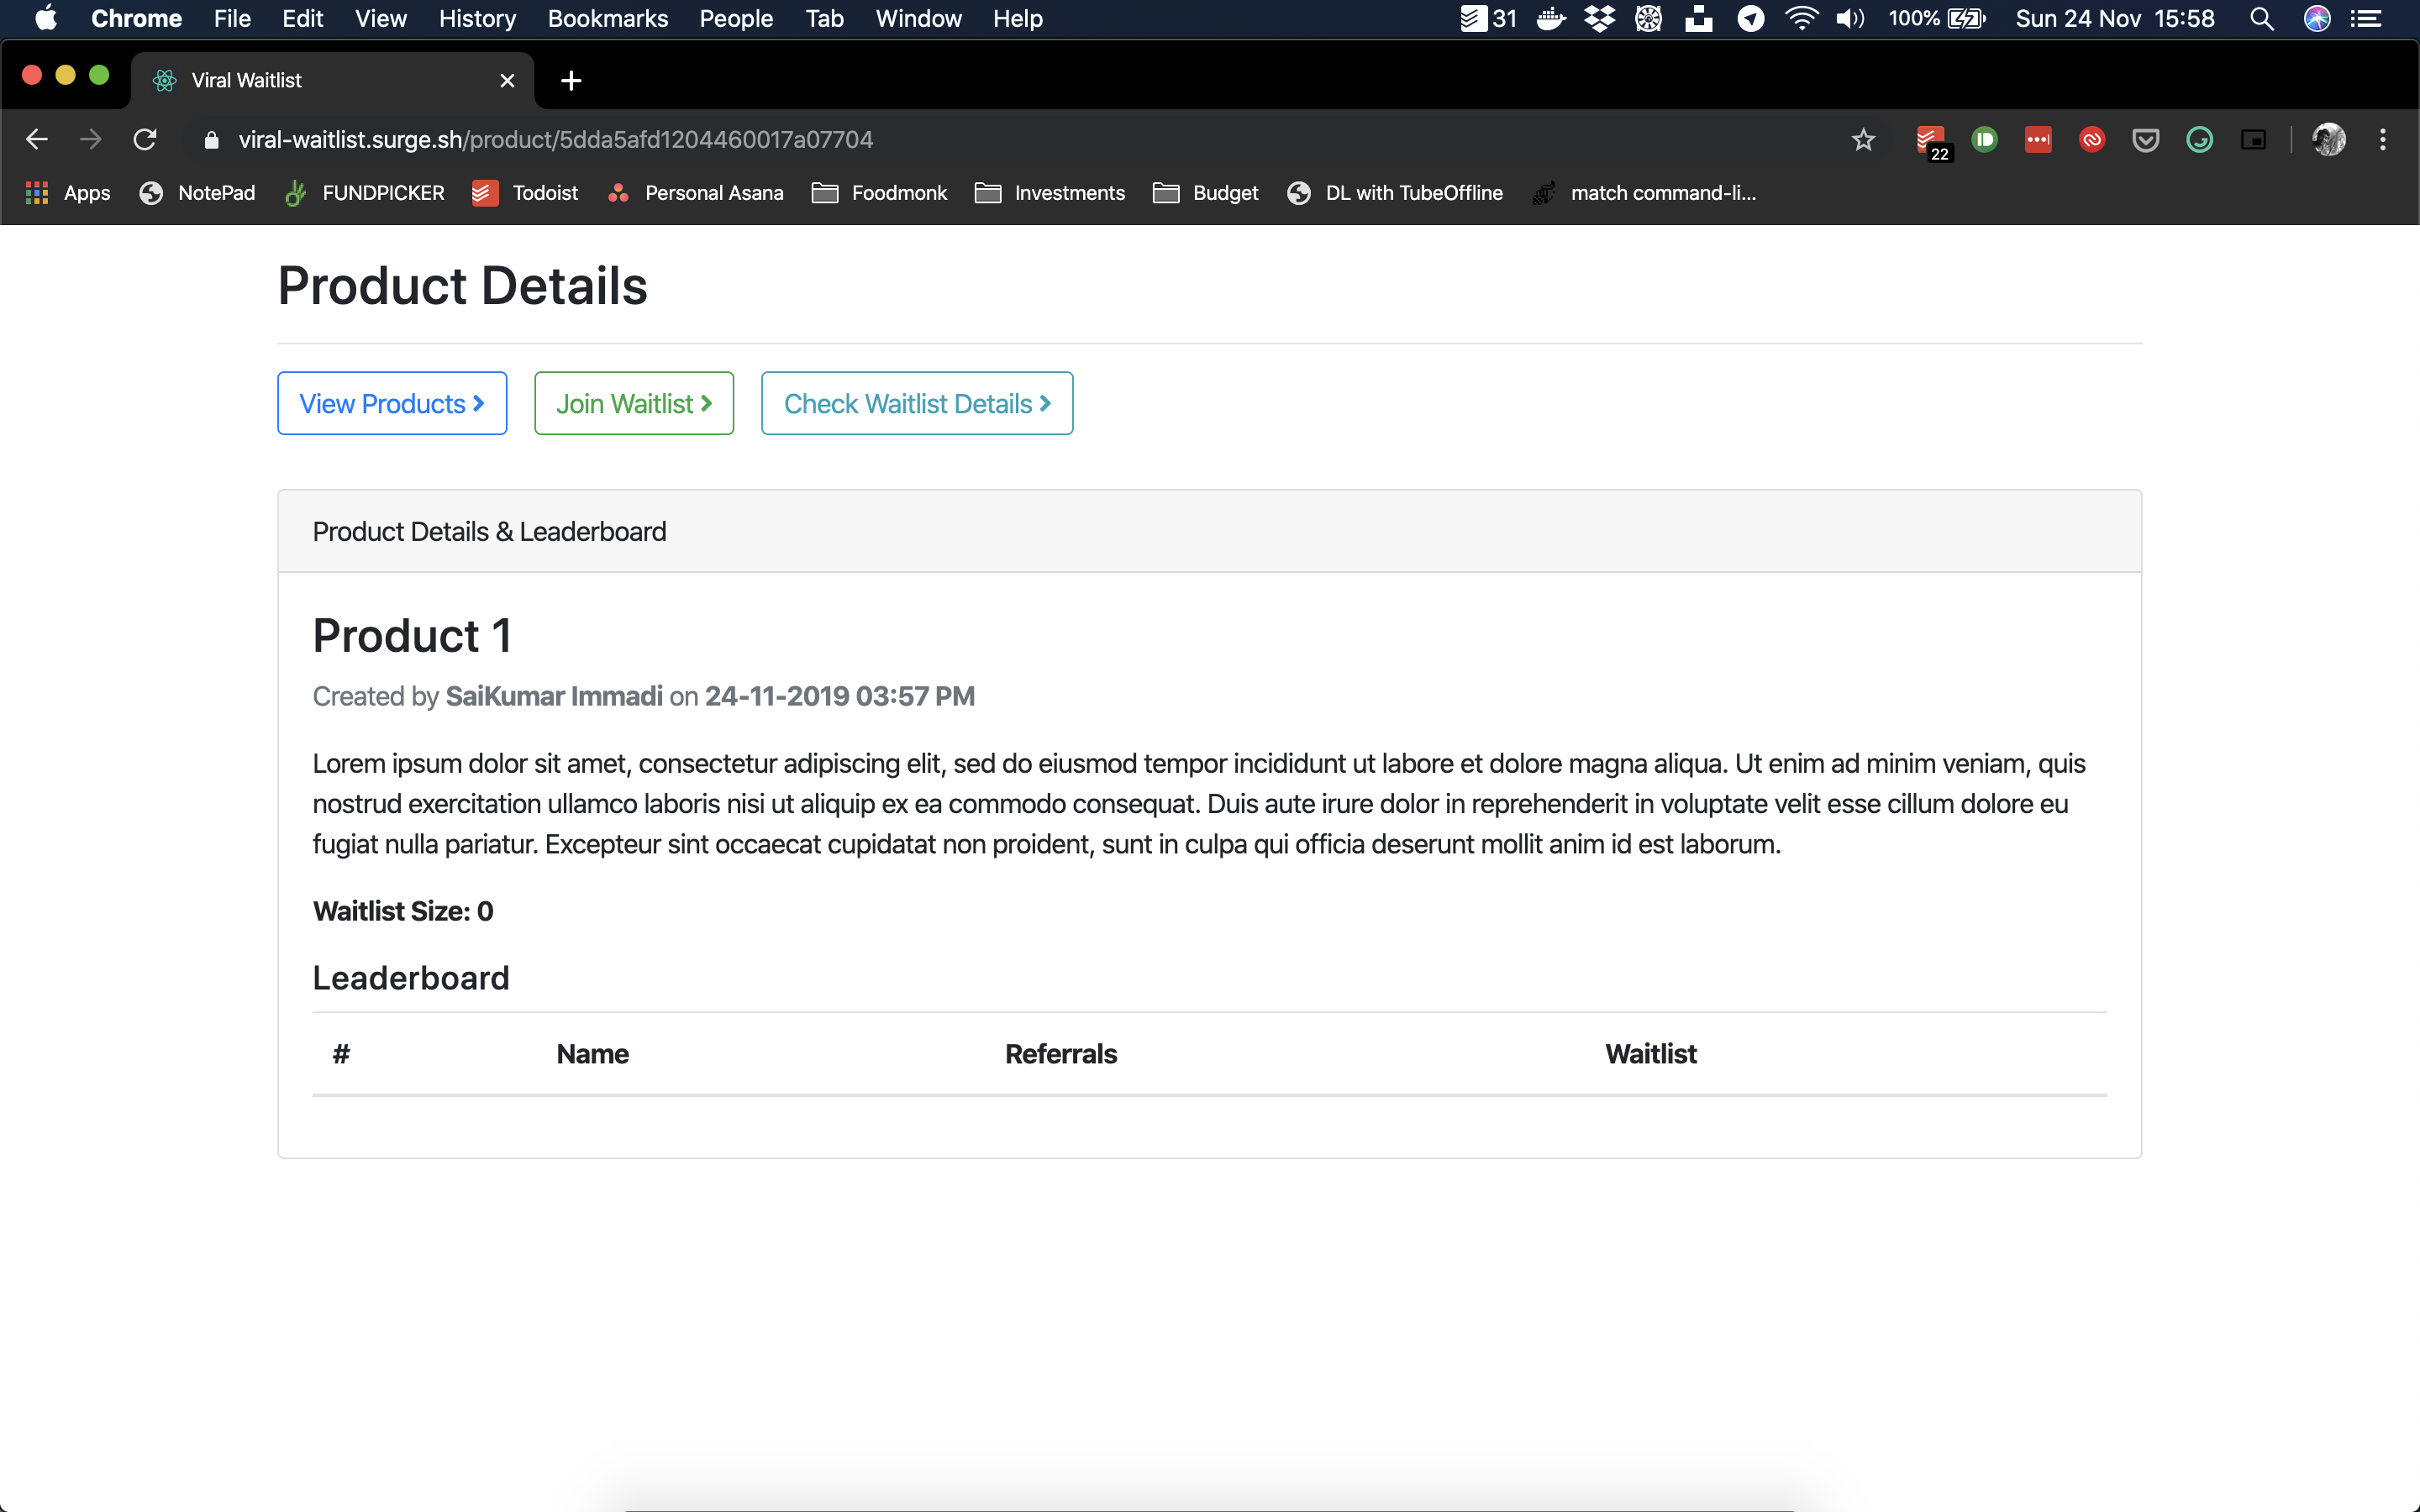 Chrome File Edit View History Bookmarks People Tab Window Help 31 100% Sun 24 Nov 15:58
Viral Waitlist
viral-waitlist.surge.sh/product/5dda5afd1204460017a07704 22
Apps NotePad FUNDPICKER Todoist Personal Asana Foodmonk Investments Budget DL with TubeOffline match command-li...
Product Details
View Products Join Waitlist Check Waitlist Details
Product Details & Leaderboard
Product 1
Created by SaiKumar Immadi on 24-11-2019 03:57 PM
Lorem ipsum dolor sit amet, consectetur adipiscing elit, sed do eiusmod tempor incididunt ut labore et dolore magna aliqua. Ut enim ad minim veniam, quis
nostrud exercitation ullamco laboris nisi ut aliquip ex ea commodo consequat. Duis aute irure dolor in reprehenderit in voluptate velit esse cillum dolore eu
fugiat nulla pariatur. Excepteur sint occaecat cupidatat non proident, sunt in culpa qui officia deserunt mollit anim id est laborum.
Waitlist Size: 0
Leaderboard
# Name Referrals Waitlist